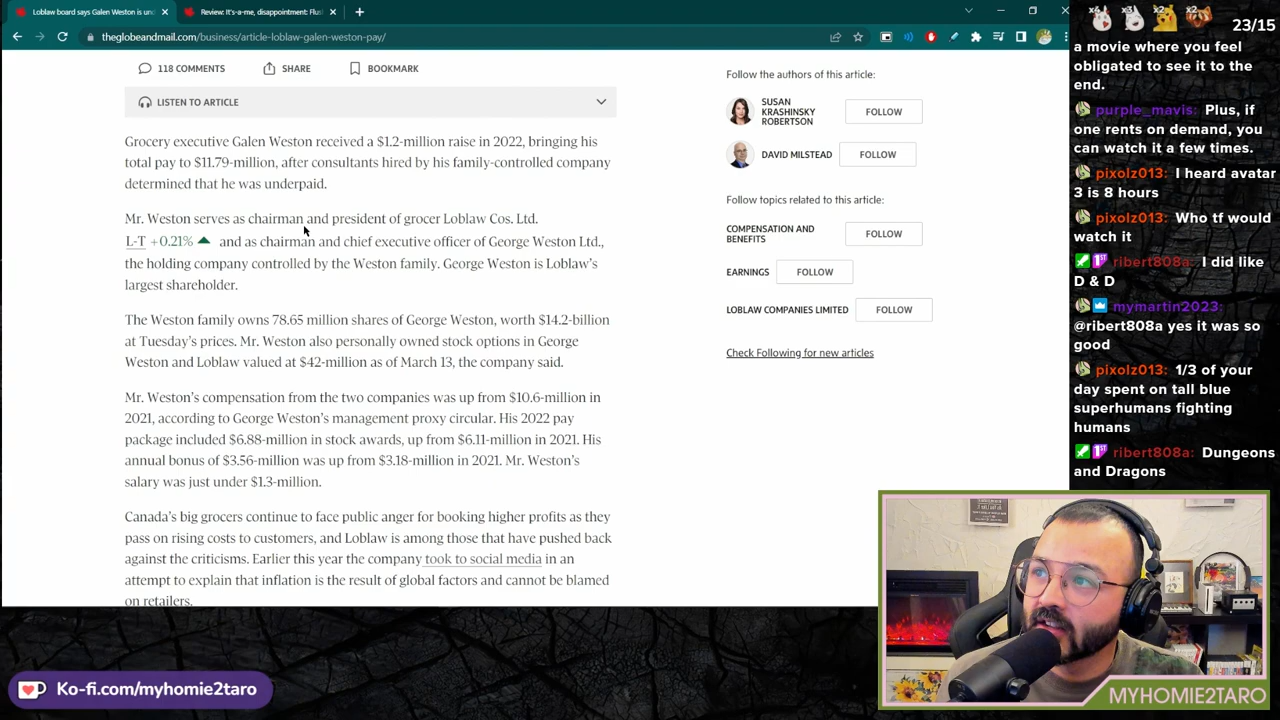 Loblaw board says Galen Weston is un
Review: It's-a-me, disappointment: Flus
theglobeandmail.com/business/article-loblaw-galen-weston-pay/
118 COMMENTS
SHARE
BOOKMARK
LISTEN TO ARTICLE
Grocery executive Galen Weston received a $1.2-million raise in 2022, bringing his
total pay to $11.79-million, after consultants hired by his family-controlled company
determined that he was underpaid.
Mr. Weston serves as chairman and president of grocer Loblaw Cos. Ltd.
L-T +0.21% and as chairman and chief executive officer of George Weston Ltd.,
the holding company controlled by the Weston family. George Weston is Loblaw's
largest shareholder.
The Weston family owns 78.65 million shares of George Weston, worth $14.2-billion
at Tuesday's prices. Mr. Weston also personally owned stock options in George
Weston and Loblaw valued at $42-million as of March 13, the company said.
Mr. Weston's compensation from the two companies was up from $10.6-million in
2021, according to George Weston's management proxy circular. His 2022 pay
package included $6.88-million in stock awards, up from $6.11-million in 2021. His
annual bonus of $3.56-million was up from $3.18-million in 2021. Mr. Weston's
salary was just under $1.3-million.
Canada's big grocers continue to face public anger for booking higher profits as they
pass on rising costs to customers, and Loblaw is among those that have pushed back
against the criticisms. Earlier this year the company took to social media in an
attempt to explain that inflation is the result of global factors and cannot be blamed
on retailers.
Follow the authors of this article:
SUSAN
KRASHINSKY
ROBERTSON
FOLLOW
DAVID MILSTEAD
FOLLOW
Follow topics related to this article:
COMPENSATION AND
BENEFITS
FOLLOW
EARNINGS
FOLLOW
LOBLAW COMPANIES LIMITED
FOLLOW
Check Following for new articles
x4 x3 x2 x2
23/15
a movie where you feel
obligated to see it to the
end.
purple_mavis: Plus, if
one rents on demand, you
can watch it a few times.
pixolz013: I heard avatar
3 is 8 hours
pixolz013: Who tf would
watch it
ribert808a: I did like
D & D
mymartin2023:
@ribert808a yes it was so
good
pixolz013: 1/3 of your
day spent on tall blue
superhumans fighting
humans
ribert808a: Dungeons
and Dragons
Ko-fi.com/myhomie2taro
MYHOMIE2TARO